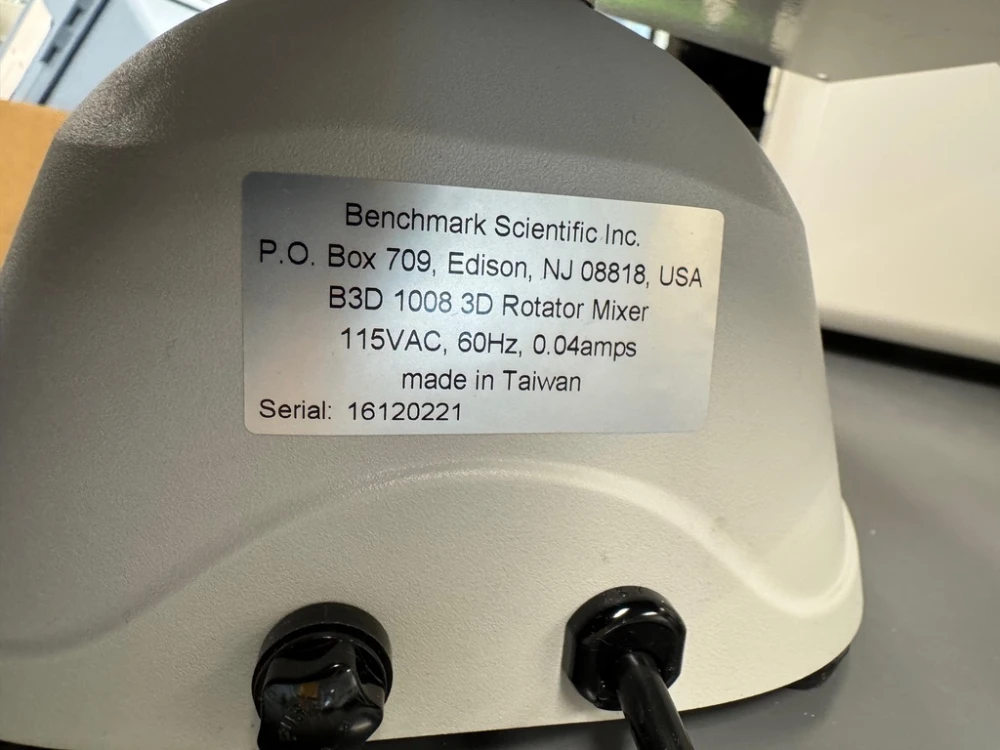 Benchmark Scientific Inc.
P.O. Box 709, Edison, NJ 08818, USA
B3D 1008 3D Rotator Mixer
115VAC, 60Hz, 0.04amps
made in Taiwan
Serial: 16120221